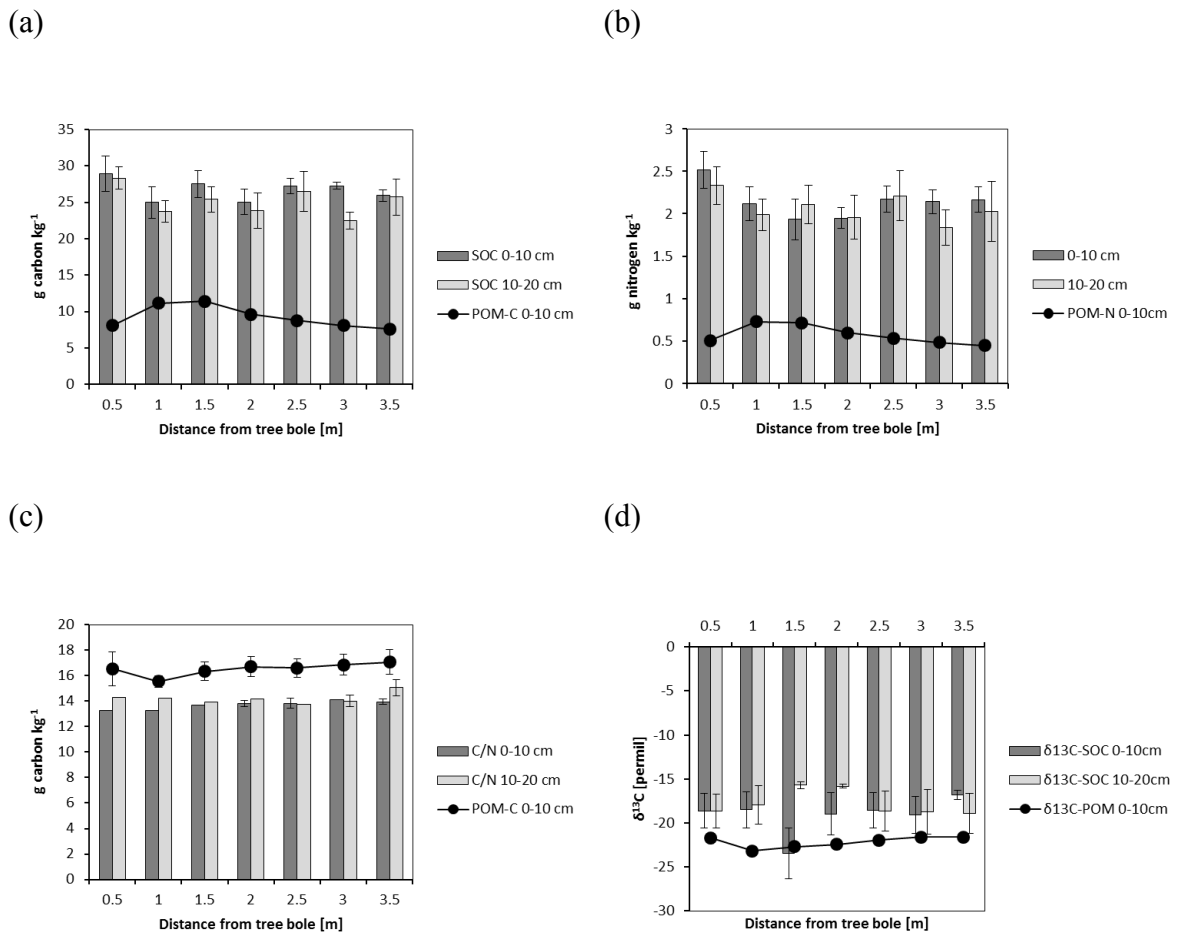 (a)
35
30
25
20
15
10
5
0
g carbon kg⁻¹
0.5 1 1.5 2 2.5 3 3.5
Distance from tree bole [m]
SOC 0-10 cm
SOC 10-20 cm
POM-C 0-10 cm
(b)
3
2.5
2
1.5
1
0.5
0
g nitrogen kg⁻¹
0.5 1 1.5 2 2.5 3 3.5
Distance from tree bole [m]
0-10 cm
10-20 cm
POM-N 0-10cm
(c)
20
18
16
14
12
10
8
6
4
2
0
g carbon kg⁻¹
0.5 1 1.5 2 2.5 3 3.5
Distance from tree bole [m]
C/N 0-10 cm
C/N 10-20 cm
POM-C 0-10 cm
(d)
0.5 1 1.5 2 2.5 3 3.5
0
-5
-10
-15
-20
-25
-30
δ¹³C [permil]
Distance from tree bole [m]
δ13C-SOC 0-10cm
δ13C-SOC 10-20cm
δ13C-POM 0-10cm